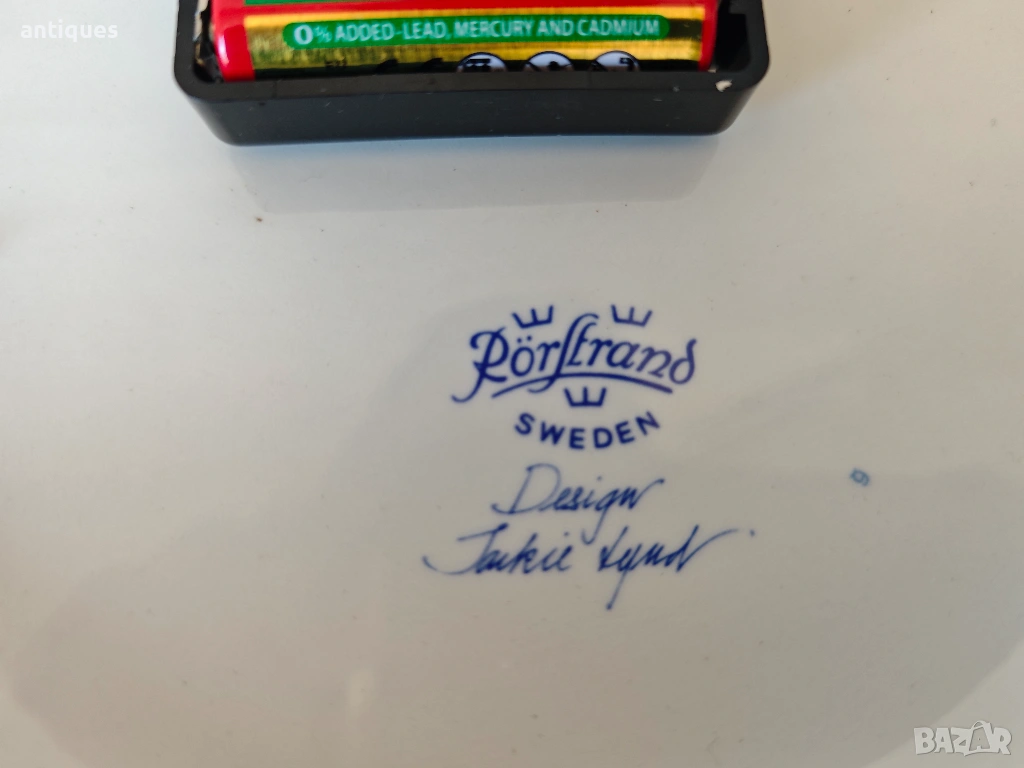 antiques
0% ADDED-LEAD, MERCURY AND CADMIUM
Rörstrand
SWEDEN
Design
Jackie Lynd
BAZAR